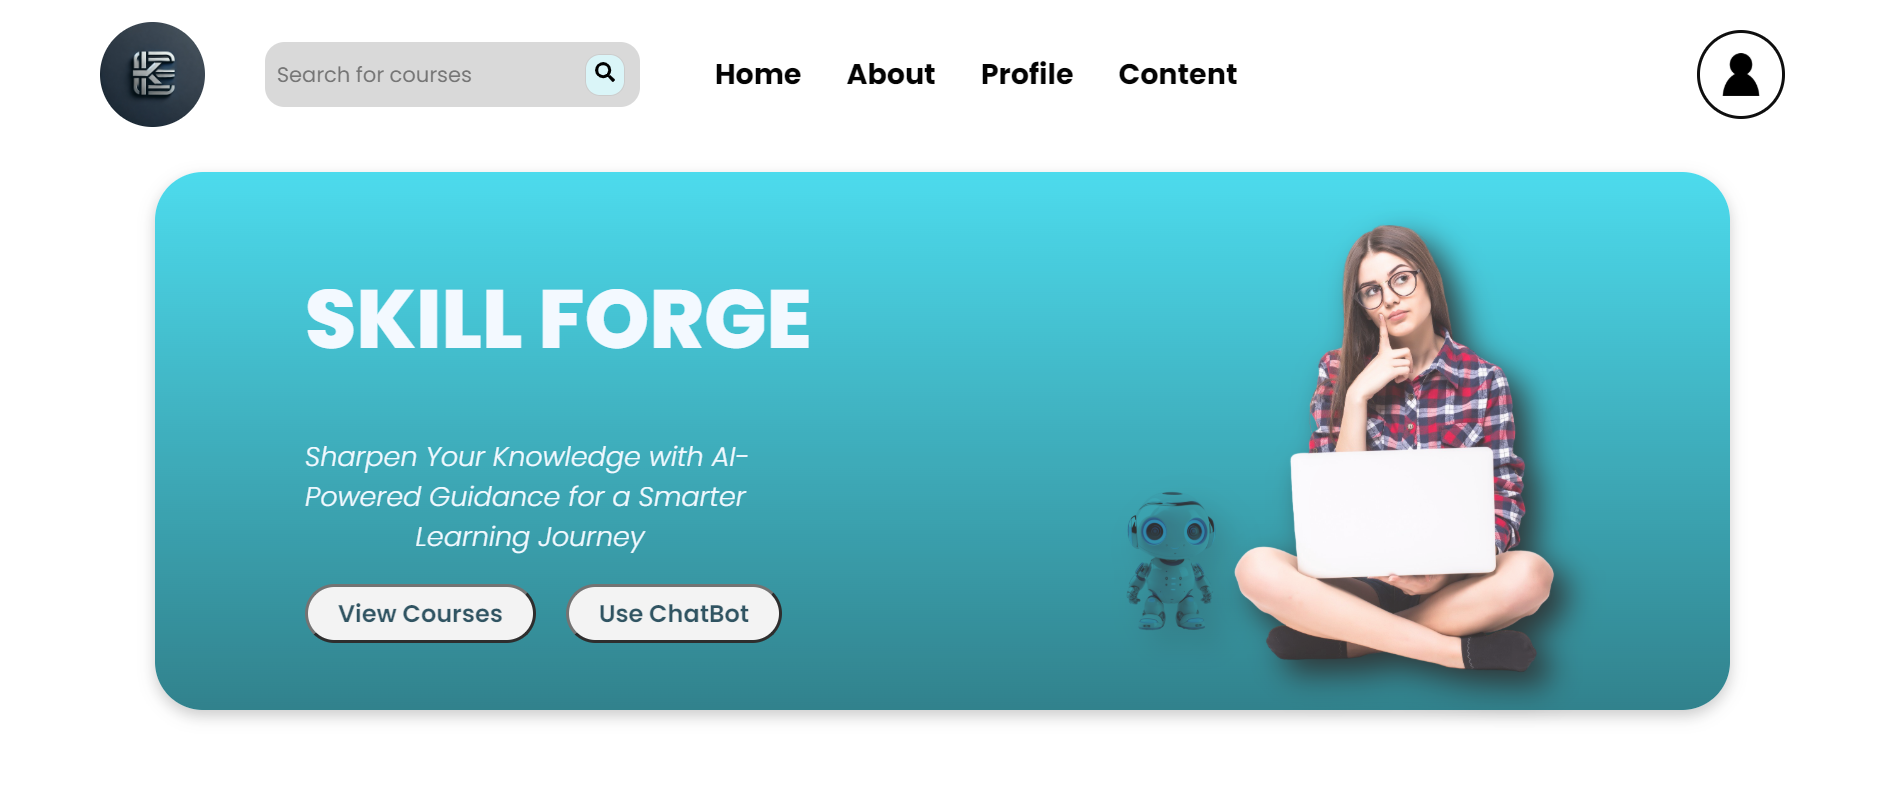 Search for courses
Home About Profile Content
SKILL FORGE
Sharpen Your Knowledge with AI-
Powered Guidance for a Smarter
Learning Journey
View Courses Use ChatBot